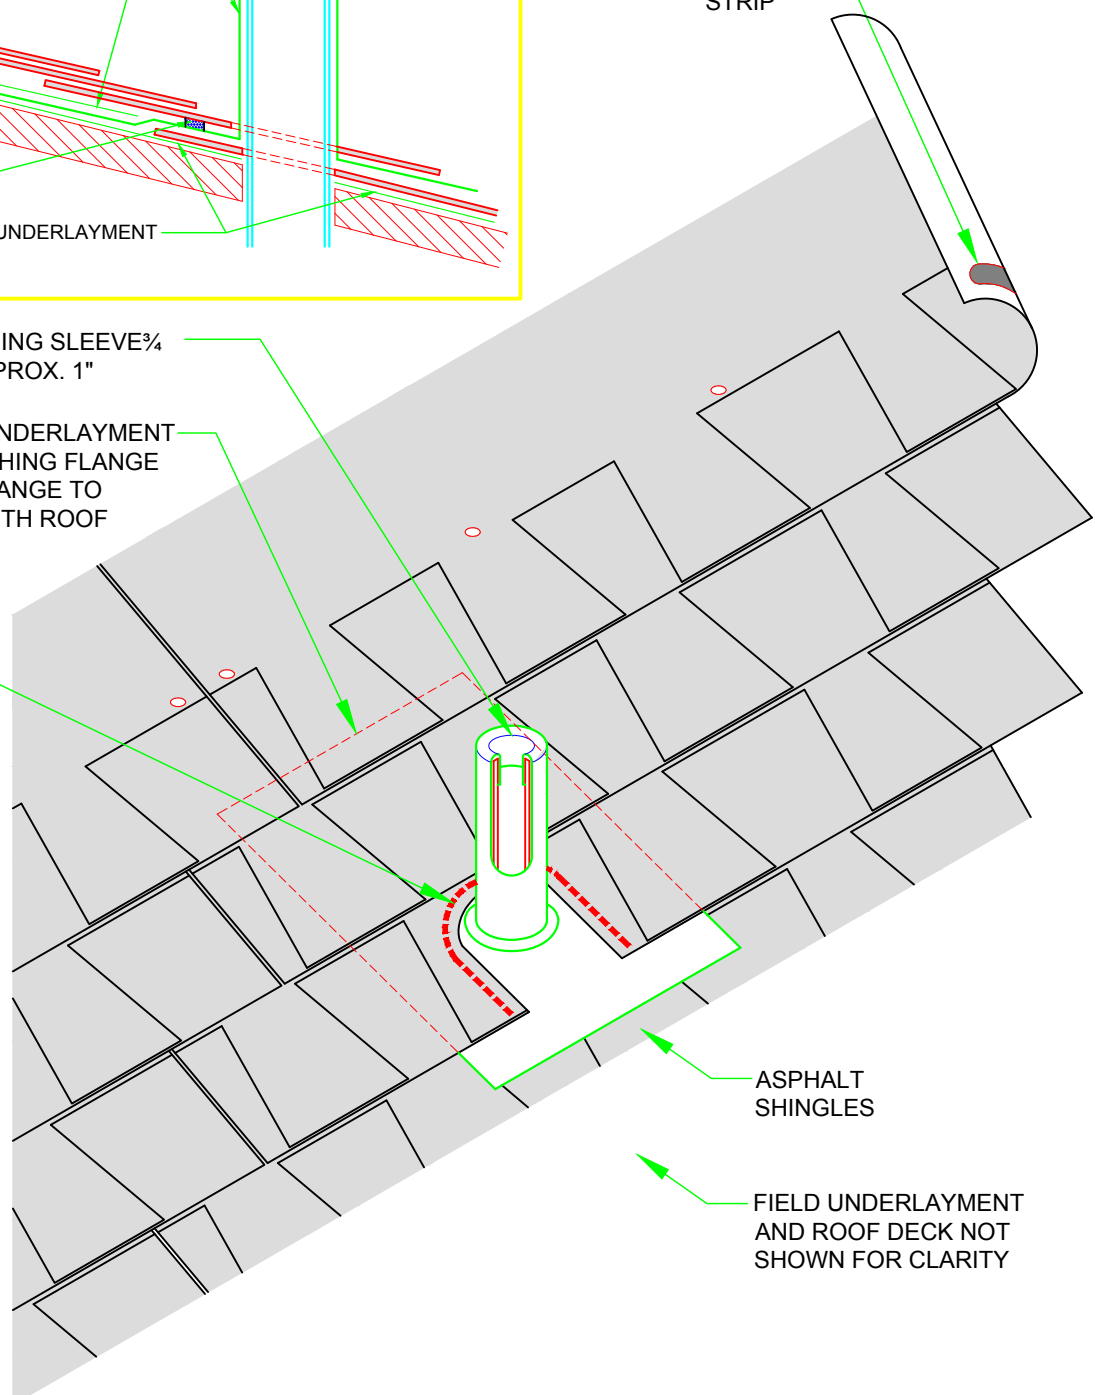 STRIP
UNDERLAYMENT
ING SLEEVE¾
PROX. 1"
NDERLAYMENT
HING FLANGE
ANGE TO
TH ROOF
ASPHALT
SHINGLES
FIELD UNDERLAYMENT
AND ROOF DECK NOT
SHOWN FOR CLARITY